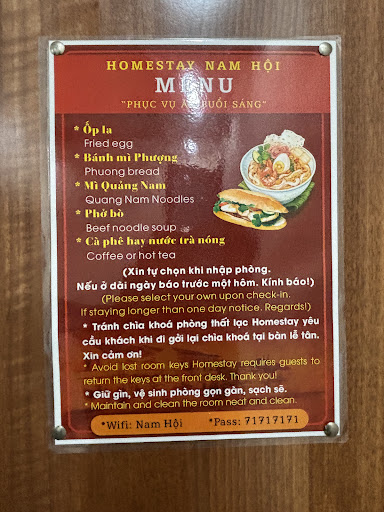 HOMESTAY NAM HỘI
MENU
"PHỤC VỤ ĂN BUỔI SÁNG"
* Ốp la
Fried egg
* Bánh mì Phượng
Phuong bread
* Mì Quảng Nam
Quang Nam Noodles
* Phở bò
Beef noodle soup
* Cà phê hay nước trà nóng
Coffee or hot tea
(Xin tự chọn khi nhập phòng.
Nếu ở dài ngày báo trước một hôm. Kính báo!)
(Please select your own upon check-in.
If staying longer than one day notice. Regards!)
* Tránh chìa khoá phòng thất lạc Homestay yêu
cầu khách khi đi gởi lại chìa khoá tại bàn lễ tân.
Xin cảm ơn!
* Avoid lost room keys Homestay requires guests to
return the keys at the front desk. Thank you!
* Giữ gìn, vệ sinh phòng gọn gàn, sạch sẽ.
* Maintain and clean the room neat and clean.
*Wifi: Nam Hội *Pass: 71717171